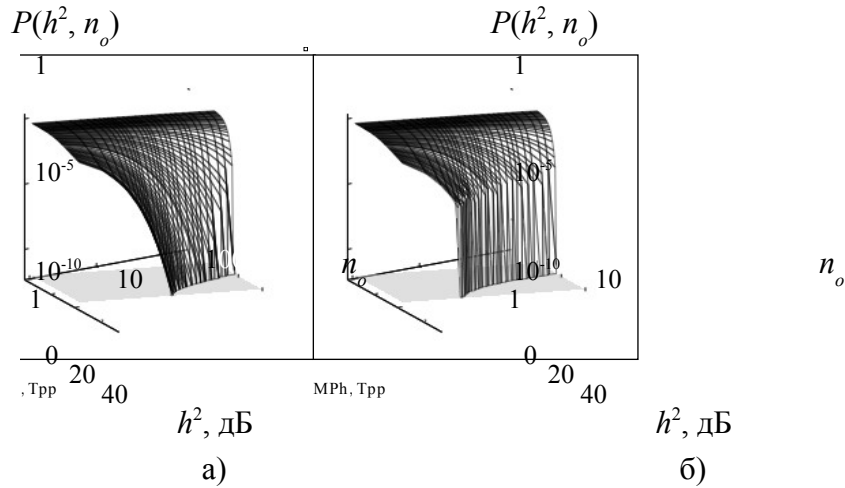 P(h², nₒ) P(h², nₒ)
1 1
10⁻⁵ 10⁻⁵
10⁻¹⁰ 10 10 nₒ 10⁻¹⁰ 10 nₒ
1 1
0 0
20 20
, Tpp 40 MPh, Tpp 40
h², дБ h², дБ
а) б)